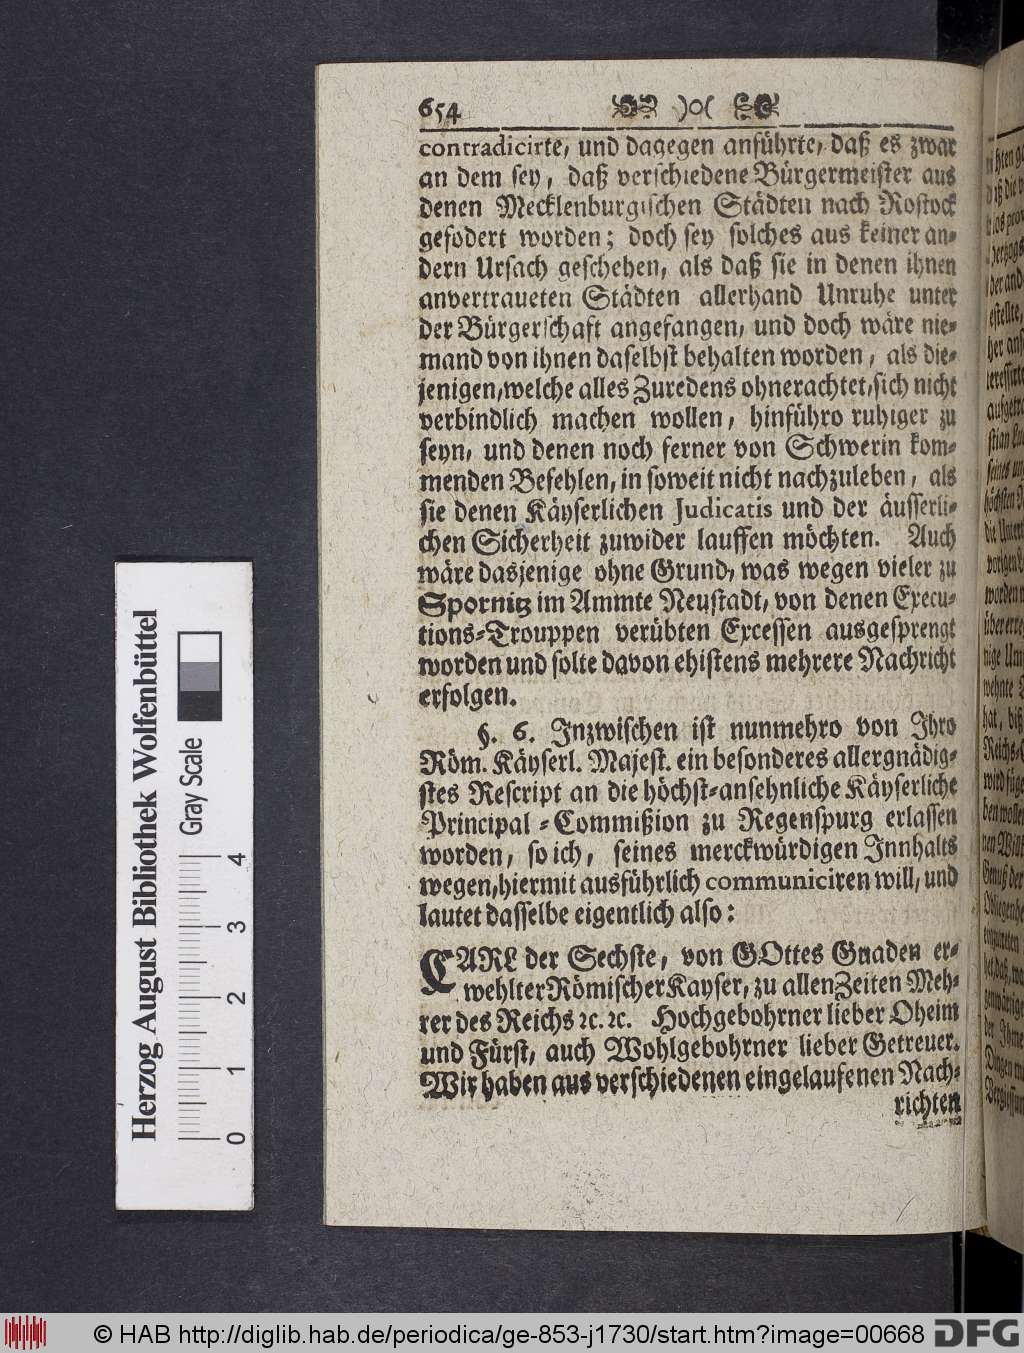 654
contradicirte, und dagegen anführte, daß es zwar
an dem sey, daß verschiedene Bürgermeister aus
denen Mecklenburgischen Städten nach Rostock
gefodert worden; doch sey solches aus keiner an-
dern Ursach geschehen, als daß sie in denen ihnen
anvertraueten Städten allerhand Unruhe unter
der Bürgerschaft angefangen, und doch wäre nie-
mand von ihnen daselbst behalten worden, als die-
jenigen, welche alles Zuredens ohnerachtet, sich nicht
verbindlich machen wollen, hinführo ruhiger zu
seyn, und denen noch ferner von Schwerin kom-
menden Befehlen, in soweit nicht nachzuleben, als
sie denen Käyserlichen Judicatis und der äusserli-
chen Sicherheit zuwider lauffen möchten. Auch
wäre dasjenige ohne Grund, was wegen vieler zu
Spornitz im Ammte Neustadt, von denen Execu-
tions-Trouppen verübten Excessen ausgesprengt
worden und solte davon ehistens mehrere Nachricht
erfolgen.
§. 6. Inzwischen ist nunmehro von Ihro
Röm. Käyserl. Majest. ein besonderes allergnädig-
stes Rescript an die höchst-ansehnliche Käyserliche
Principal-Commißion zu Regenspurg erlassen
worden, so ich, seines merckwürdigen Innhalts
wegen, hiermit ausführlich communiciren will, und
lautet dasselbe eigentlich also:
CARL der Sechste, von GOttes Gnaden er-
wehlter Römischer Kayser, zu allen Zeiten Meh-
rer des Reichs ꝛc. ꝛc. Hochgebohrner lieber Oheim
und Fürst, auch Wohlgebohrner lieber Getreuer.
Wir haben aus verschiedenen eingelaufenen Nach-
richten
Herzog August Bibliothek Wolfenbüttel
Gray Scale
0 1 2 3 4
© HAB http://diglib.hab.de/periodica/ge-853-j1730/start.htm?image=00668
DFG